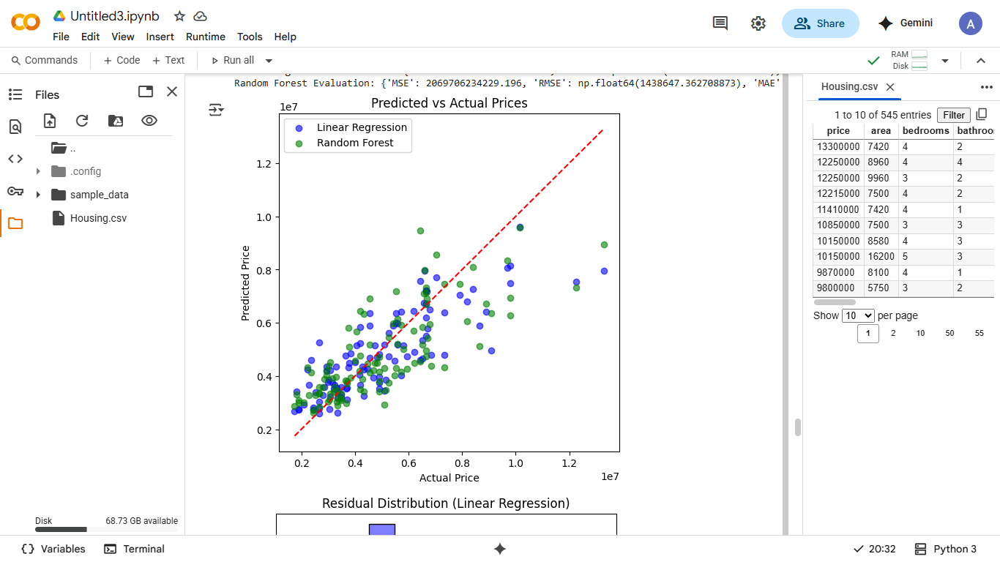 Untitled3.ipynb
File Edit View Insert Runtime Tools Help
Share
Gemini
A
Commands
+ Code + Text
Run all
RAM
Disk
Files
..
.config
sample_data
Housing.csv
Disk 68.73 GB available
Random Forest Evaluation: {'MSE': 2069706234229.196, 'RMSE': np.float64(1438647.362708873), 'MAE'
Predicted vs Actual Prices
1e7
Linear Regression
Random Forest
1.2
1.0
0.8
0.6
0.4
0.2
Predicted Price
0.2 0.4 0.6 0.8 1.0 1.2
Actual Price
1e7
Residual Distribution (Linear Regression)
Housing.csv
1 to 10 of 545 entries Filter
price area bedrooms bathroo
13300000 7420 4 2
12250000 8960 4 4
12250000 9960 3 2
12215000 7500 4 2
11410000 7420 4 1
10850000 7500 3 3
10150000 8580 4 3
10150000 16200 5 3
9870000 8100 4 1
9800000 5750 3 2
Show 10 per page
1 2 10 50 55
Variables
Terminal
20:32
Python 3